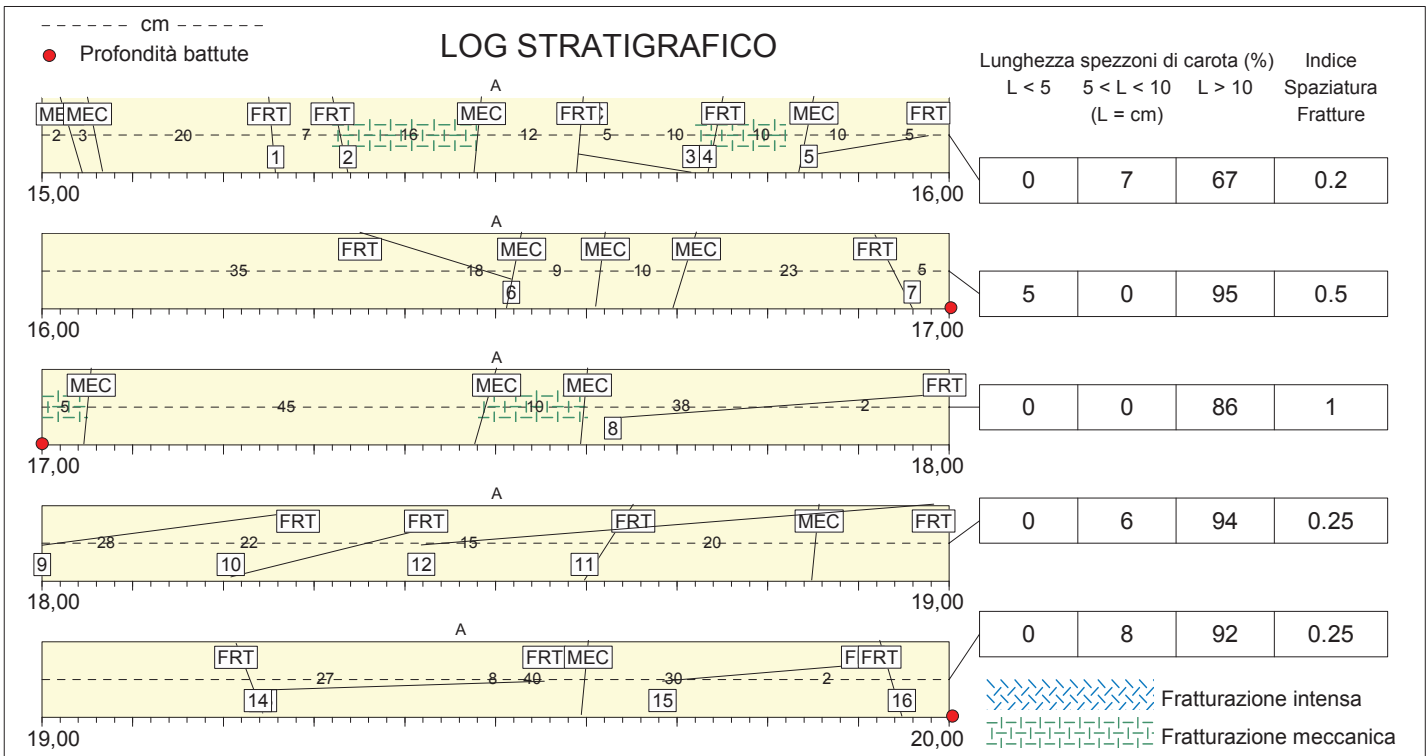 cm
Profondità battute
LOG STRATIGRAFICO
Lunghezza spezzoni di carota (%)
L < 5 5 < L < 10 L > 10
(L = cm)
Indice
Spaziatura
Fratture
A
MEC FRT FRT MEC FRT FRT MEC FRT
2 3 20 7 16 12 5 10 10 10 5
1 2 3 4 5
15,00 16,00
0 7 67 0.2
A
FRT MEC MEC MEC FRT
35 18 9 10 23 5
6 7
16,00 17,00
5 0 95 0.5
A
MEC MEC MEC FRT
5 45 10 38 2
8
17,00 18,00
0 0 86 1
A
FRT FRT FRT MEC FRT
28 22 15 20
9 10 12 11
18,00 19,00
0 6 94 0.25
A
FRT FRT MEC F FRT
27 8 40 30 2
14 15 16
19,00 20,00
0 8 92 0.25
Fratturazione intensa
Fratturazione meccanica